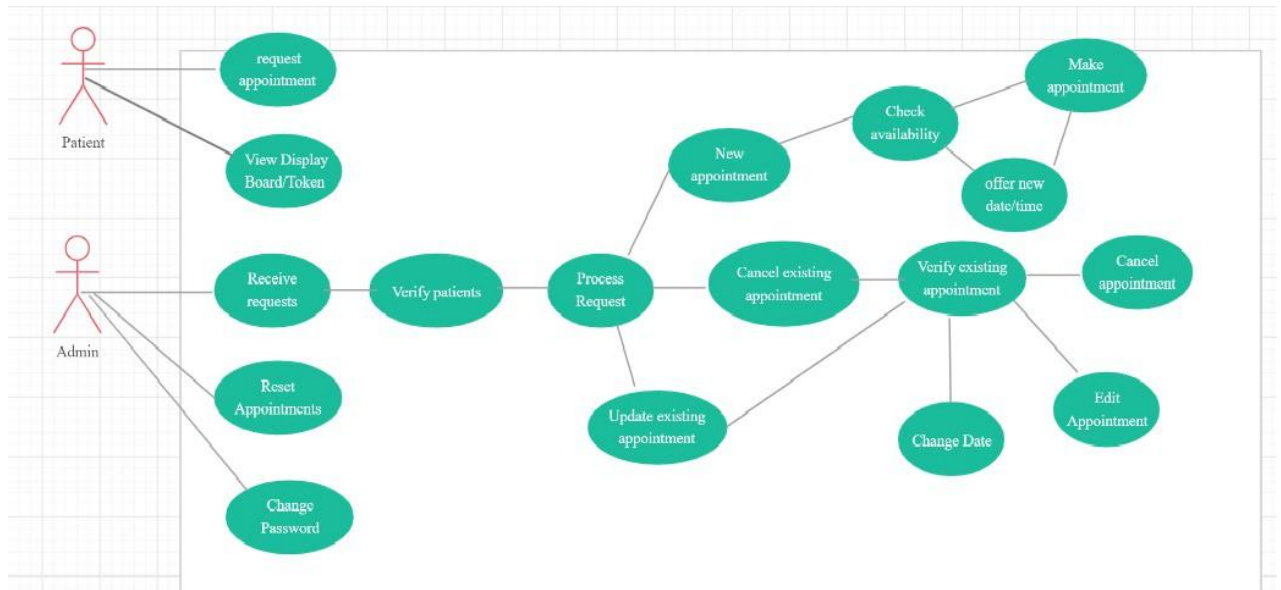 request
appointment
Patient
View Display
Board/Token
Make
appointment
Check
availability
New
appointment
offer new
date/time
Admin
Receive
requests
Verify patients
Process
Request
Cancel existing
appointment
Verify existing
appointment
Cancel
appointment
Reset
Appointments
Update existing
appointment
Change Date
Edit
Appointment
Change
Password